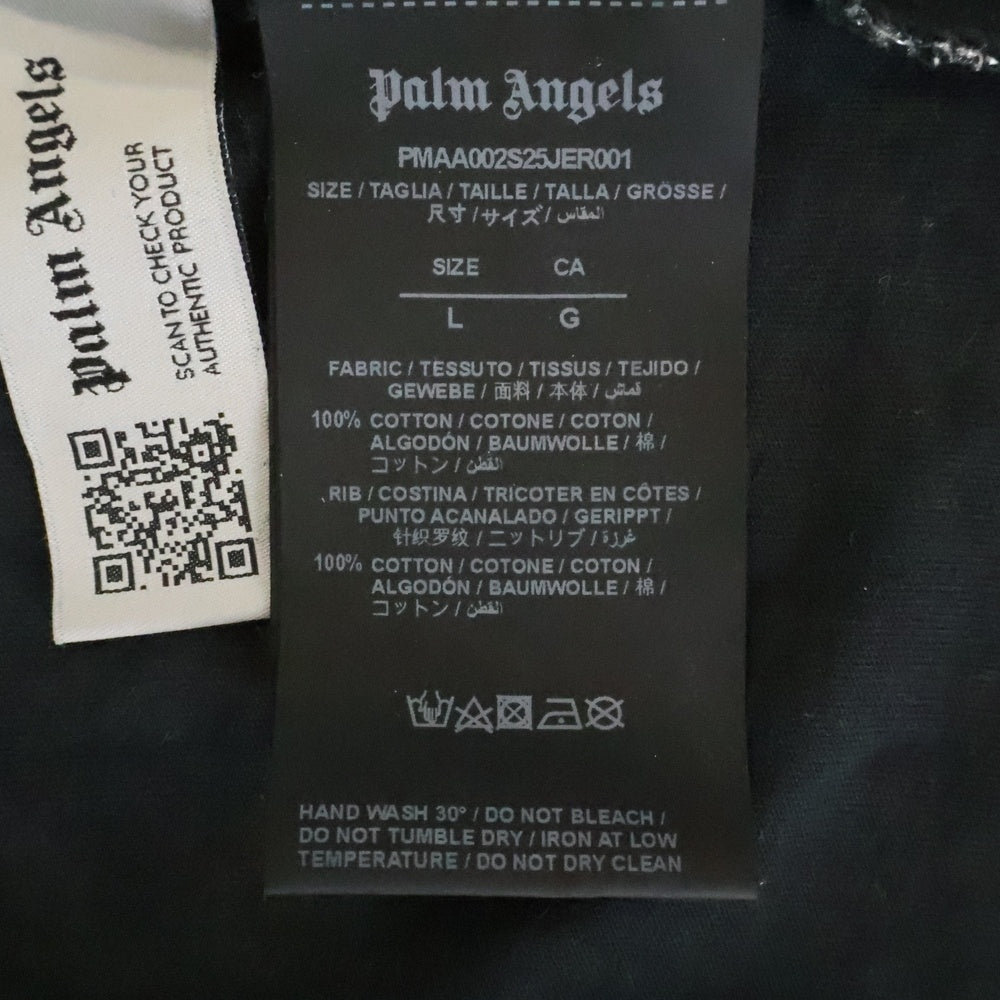 Palm Angels
SCAN TO CHECK YOUR
AUTHENTIC PRODUCT
Palm Angels
PMAA002S25JER001
SIZE / TAGLIA / TAILLE / TALLA / GRÖSSE /
尺寸 / サイズ / المقاس
SIZE CA
L G
FABRIC / TESSUTO / TISSUS / TEJIDO /
GEWEBE / 面料 / 本体 / قماش
100% COTTON / COTONE / COTON /
ALGODÓN / BAUMWOLLE / 棉 /
コットン / القطن
RIB / COSTINA / TRICOTER EN CÔTES /
PUNTO ACANALADO / GERIPPT /
针织罗纹 / ニットリブ / غرزة
100% COTTON / COTONE / COTON /
ALGODÓN / BAUMWOLLE / 棉 /
コットン / القطن
HAND WASH 30° / DO NOT BLEACH /
DO NOT TUMBLE DRY / IRON AT LOW
TEMPERATURE / DO NOT DRY CLEAN